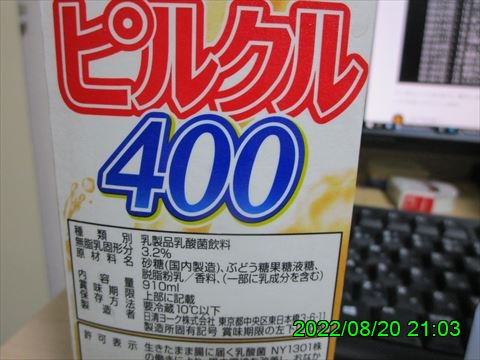 ピルクル
400
種類別 乳製品乳酸菌飲料
無脂乳固形分 3.2%
原材料名 砂糖(国内製造)、ぶどう糖果糖液糖、
脱脂粉乳/香料、(一部に乳成分を含む)
内容量 910ml
賞味期限 上部に記載
保存方法 要冷蔵10℃以下
製造者 日清ヨーク株式会社 東京都中央区東日本橋3-6-11
製造所固有記号 賞味期限の左下
許可表示 生きたまま腸に届く乳酸菌 NY1301株
2022/08/20 21:03